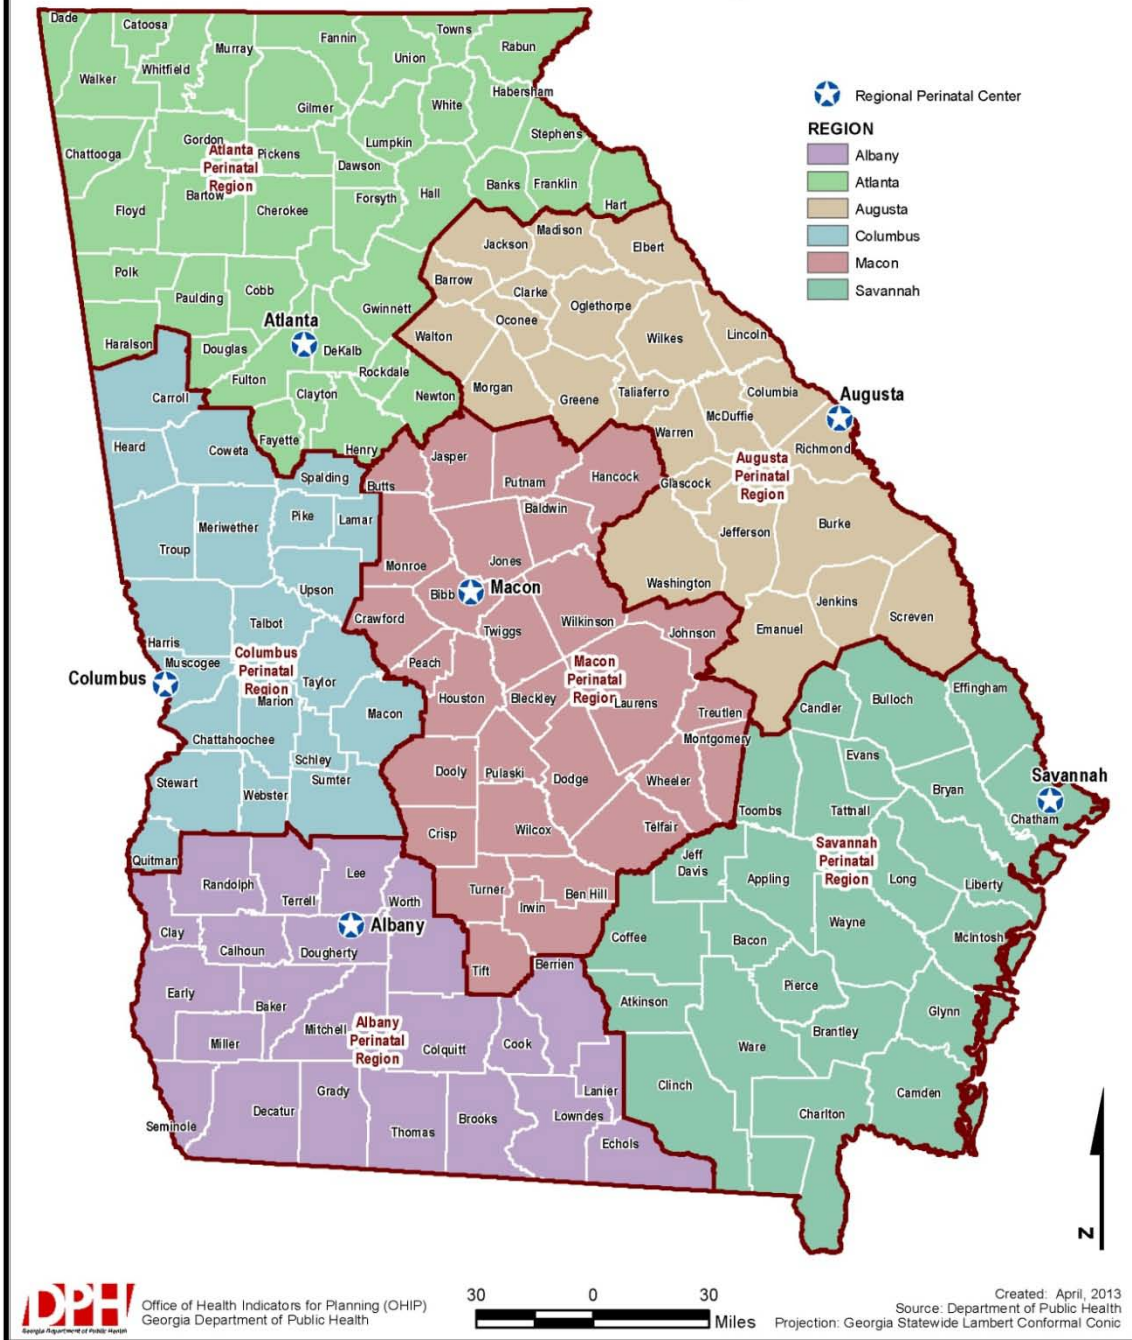 Dade
Catoosa
Towns
Fannin
Rabun
Murray
Union
Whitfield
Walker
Habersham
White
Gilmer
Stephens
Gordon
Lumpkin
Chattooga
Pickens
Atlanta
Perinatal
Region
Dawson
Banks
Franklin
Hall
Bartow
Forsyth
Hart
Floyd
Cherokee
Madison
Jackson
Elbert
Polk
Barrow
Cobb
Clarke
Paulding
Oglethorpe
Gwinnett
Oconee
Atlanta
Walton
Lincoln
Wilkes
Haralson
Douglas
DeKalb
Rockdale
Fulton
Morgan
Taliaferro
Columbia
Clayton
Newton
Greene
Carroll
Augusta
McDuffie
Warren
Fayette
Heard
Coweta
Henry
Richmond
Jasper
Augusta
Perinatal
Region
Spalding
Putnam
Hancock
Butts
Glascock
Baldwin
Pike
Lamar
Meriwether
Burke
Jefferson
Troup
Jones
Monroe
Upson
Washington
Bibb
Macon
Jenkins
Crawford
Screven
Talbot
Wilkinson
Emanuel
Twiggs
Johnson
Harris
Columbus
Perinatal
Region
Muscogee
Peach
Macon
Perinatal
Region
Columbus
Taylor
Effingham
Marion
Houston
Bleckley
Laurens
Bulloch
Candler
Macon
Treutlen
Chattahoochee
Montgomery
Evans
Schley
Stewart
Dooly
Pulaski
Dodge
Wheeler
Sumter
Savannah
Webster
Bryan
Toombs
Tattnall
Chatham
Crisp
Wilcox
Telfair
Savannah
Perinatal
Region
Quitman
Jeff
Davis
Lee
Appling
Long
Randolph
Liberty
Turner
Ben Hill
Terrell
Worth
Irwin
Wayne
Albany
Clay
Coffee
Bacon
McIntosh
Calhoun
Dougherty
Berrien
Tift
Pierce
Early
Atkinson
Baker
Glynn
Albany
Perinatal
Region
Mitchell
Brantley
Miller
Cook
Colquitt
Ware
Clinch
Grady
Lanier
Camden
Decatur
Brooks
Lowndes
Charlton
Seminole
Thomas
Echols
Regional Perinatal Center
REGION
Albany
Atlanta
Augusta
Columbus
Macon
Savannah
N
DPH
Georgia Department of Public Health
Office of Health Indicators for Planning (OHIP)
Georgia Department of Public Health
30 0 30
Miles
Created: April, 2013
Source: Department of Public Health
Projection: Georgia Statewide Lambert Conformal Conic